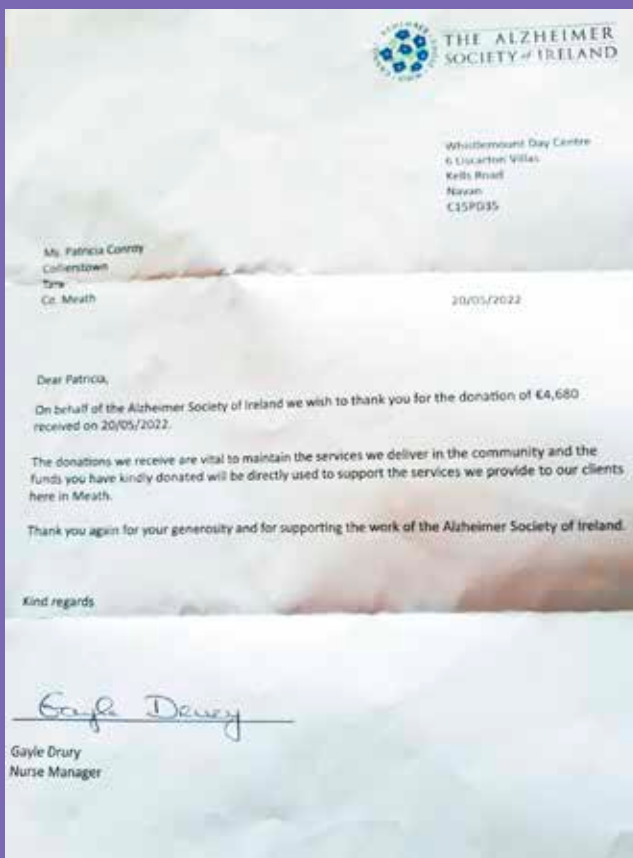 THE ALZHEIMER
SOCIETY of IRELAND
Whistlemount Day Centre
6 Liscarton Villas
Kells Road
Navan
C15PD35
Ms. Patricia Conroy
Collierstown
Tara
Co. Meath
20/05/2022
Dear Patricia,
On behalf of the Alzheimer Society of Ireland we wish to thank you for the donation of €4,680
received on 20/05/2022.
The donations we receive are vital to maintain the services we deliver in the community and the
funds you have kindly donated will be directly used to support the services we provide to our clients
here in Meath.
Thank you again for your generosity and for supporting the work of the Alzheimer Society of Ireland.
Kind regards
Gayle Drury
Gayle Drury
Nurse Manager